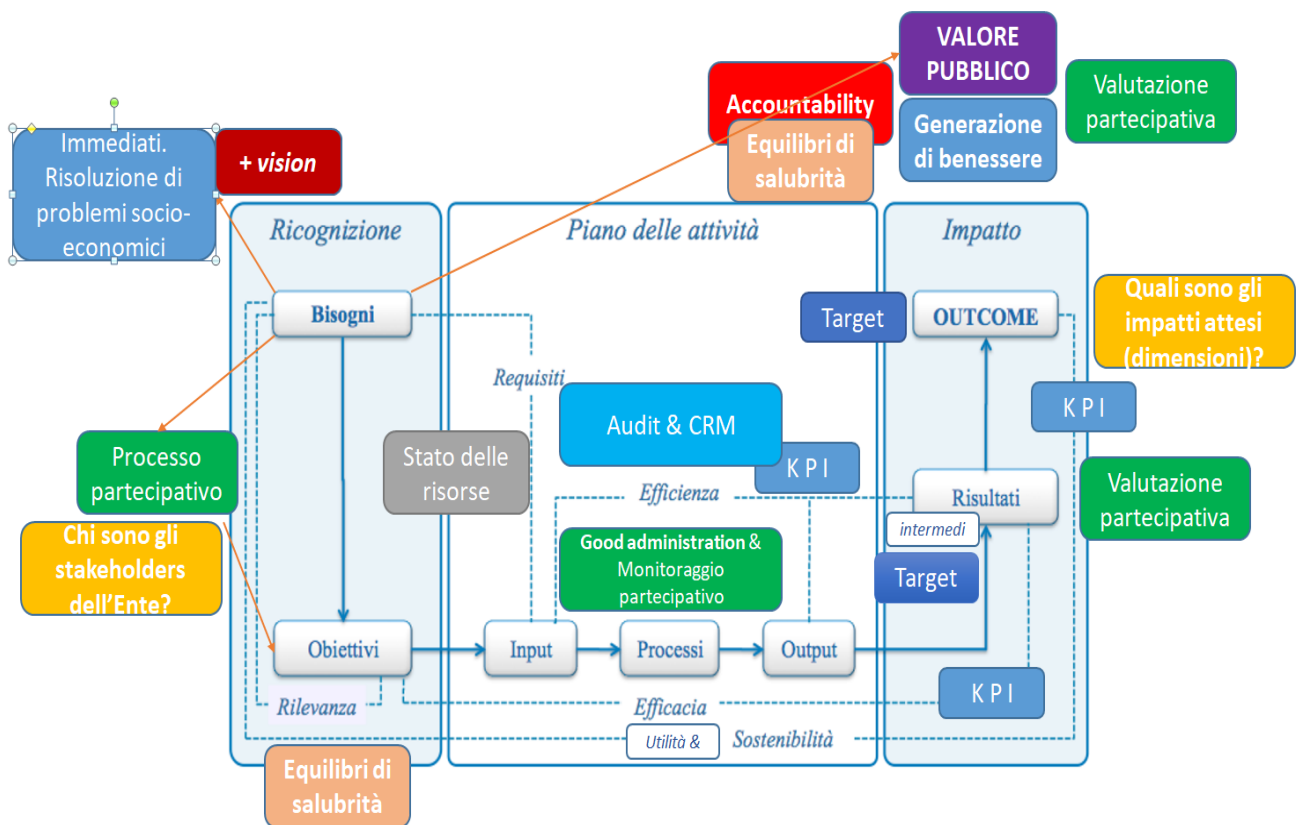 VALORE
PUBBLICO
Accountability
Valutazione
partecipativa
Generazione
di benessere
Equilibri di
salubrità
Immediati.
Risoluzione di
problemi socio-
economici
+ vision
Ricognizione
Piano delle attività
Impatto
Bisogni
Target
OUTCOME
Quali sono gli
impatti attesi
(dimensioni)?
Requisiti
K P I
Audit & CRM
Processo
partecipativo
Stato delle
risorse
K P I
Efficienza
Risultati
intermedi
Valutazione
partecipativa
Chi sono gli
stakeholders
dell’Ente?
Good administration &
Monitoraggio
partecipativo
Target
Obiettivi
Input
Processi
Output
K P I
Rilevanza
Efficacia
Utilità &
Sostenibilità
Equilibri di
salubrità